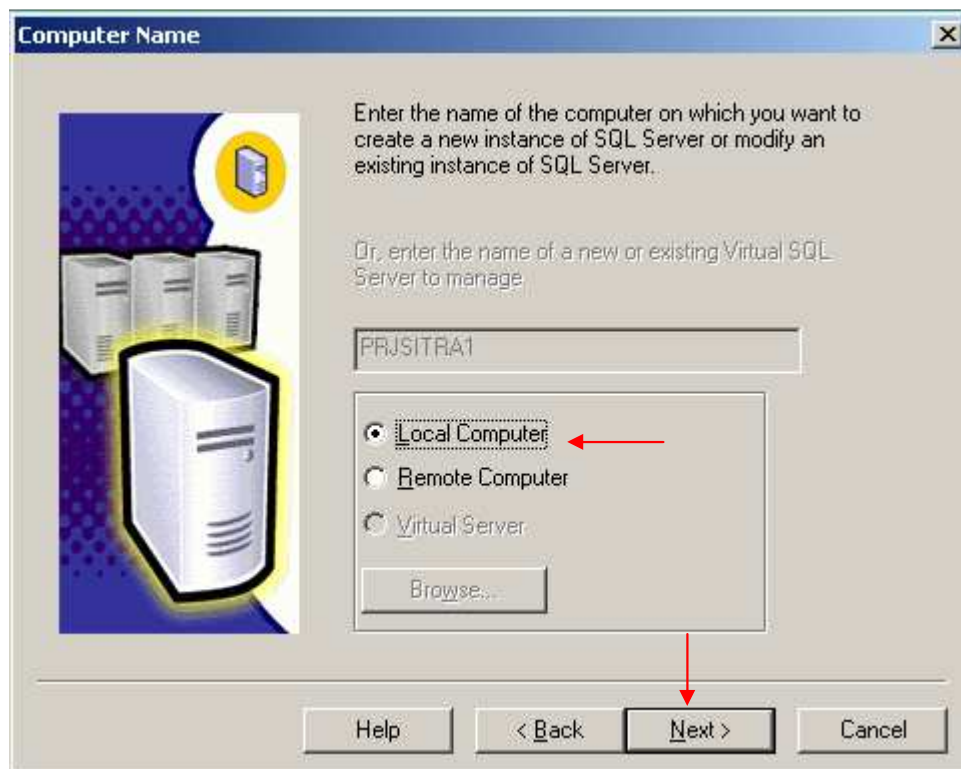 Computer Name
Enter the name of the computer on which you want to
create a new instance of SQL Server or modify an
existing instance of SQL Server.
Or, enter the name of a new or existing Virtual SQL
Server to manage
PRJSITRA1
Local Computer
Remote Computer
Virtual Server
Browse...
Help
< Back
Next >
Cancel